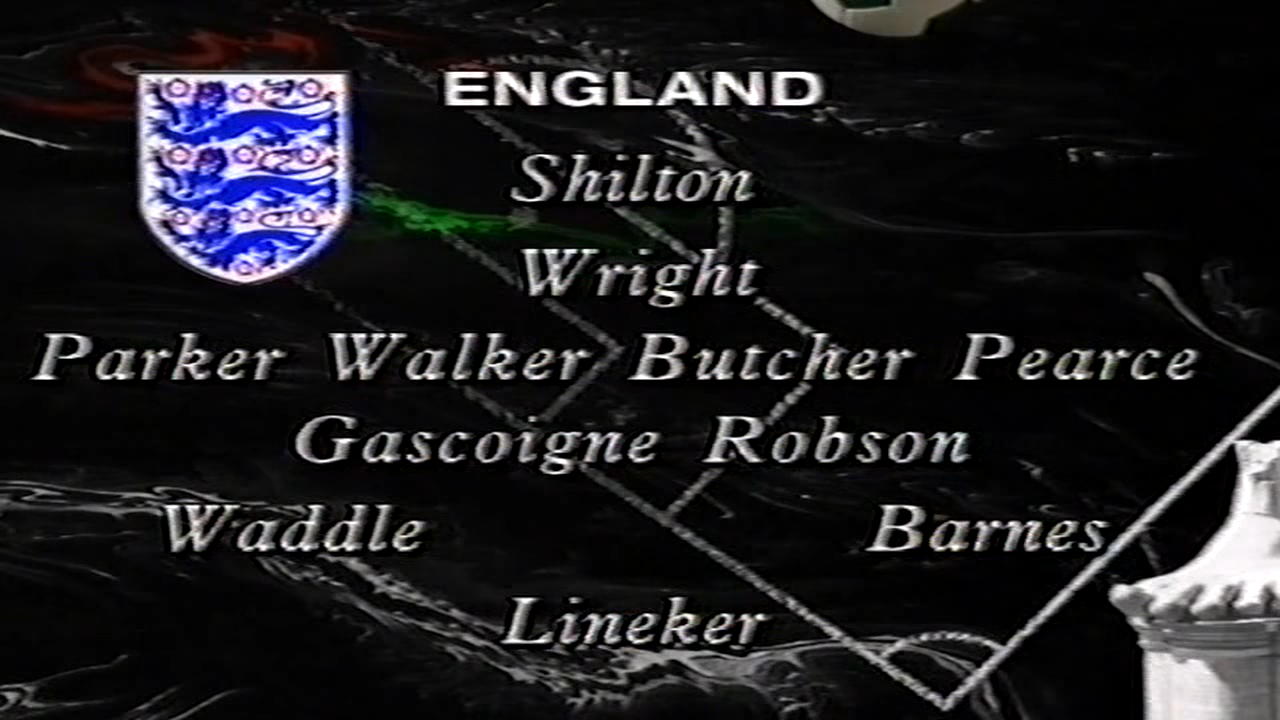 ENGLAND
Shilton
Wright
Parker Walker Butcher Pearce
Gascoigne Robson
Waddle Barnes
Lineker